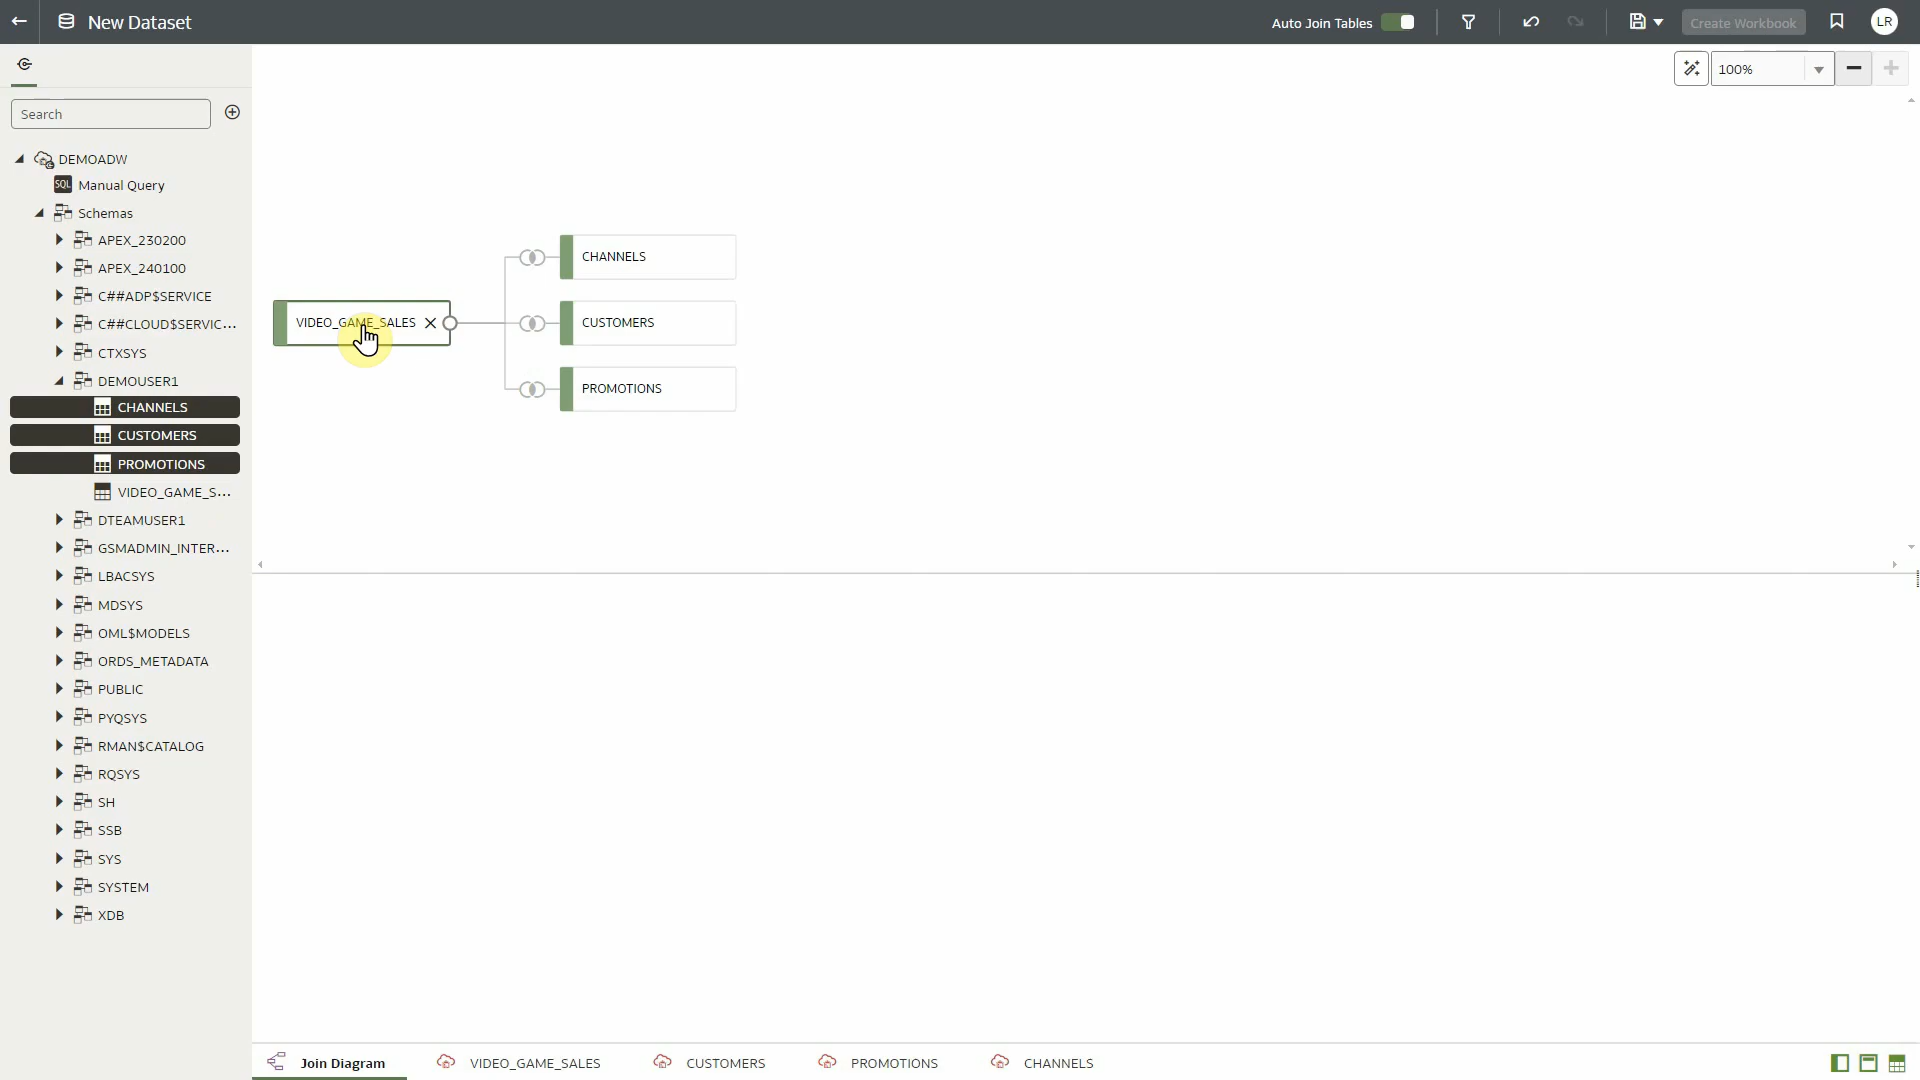 New Dataset
Auto Join Tables
Create Workbook
LR
100%
Search
DEMOADW
SQL Manual Query
Schemas
APEX_230200
APEX_240100
C##ADP$SERVICE
C##CLOUD$SERVIC...
CTXSYS
DEMOUSER1
CHANNELS
CUSTOMERS
PROMOTIONS
VIDEO_GAME_S...
DTEAMUSER1
GSMADMIN_INTER...
LBACSYS
MDSYS
OML$MODELS
ORDS_METADATA
PUBLIC
PYQSYS
RMAN$CATALOG
RQSYS
SH
SSB
SYS
SYSTEM
XDB
VIDEO_GAME_SALES
CHANNELS
CUSTOMERS
PROMOTIONS
Join Diagram
VIDEO_GAME_SALES
CUSTOMERS
PROMOTIONS
CHANNELS